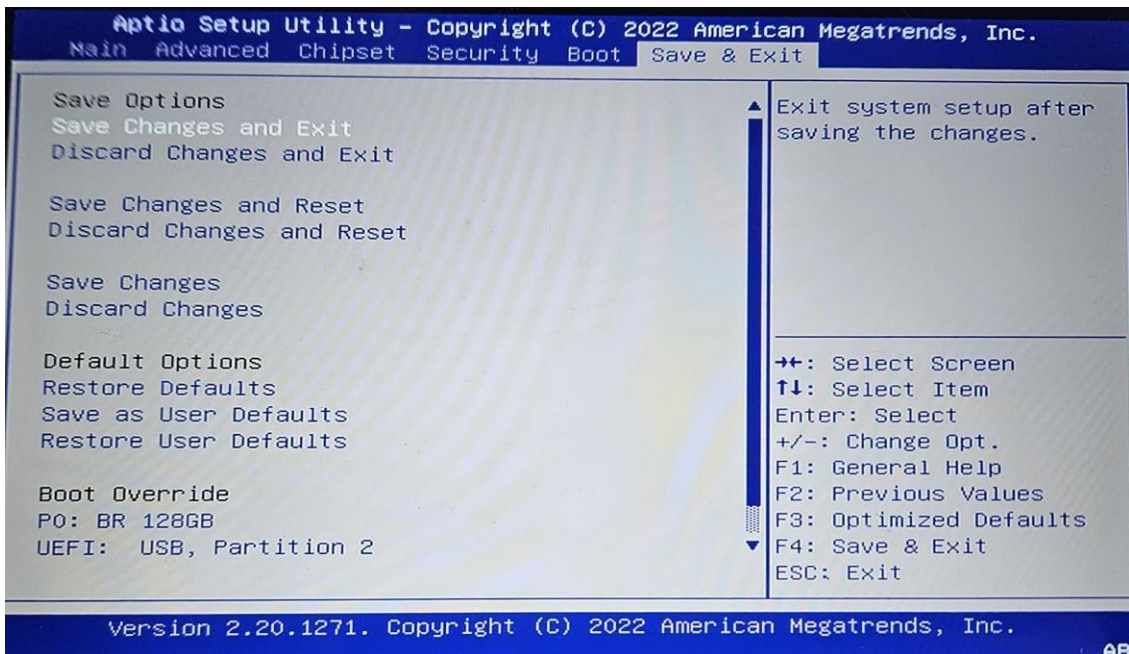 Aptio Setup Utility – Copyright (C) 2022 American Megatrends, Inc.
Main Advanced Chipset Security Boot Save & Exit
Save Options
Save Changes and Exit
Discard Changes and Exit
Save Changes and Reset
Discard Changes and Reset
Save Changes
Discard Changes
Default Options
Restore Defaults
Save as User Defaults
Restore User Defaults
Boot Override
PO: BR 128GB
UEFI: USB, Partition 2
Exit system setup after
saving the changes.
→←: Select Screen
↑↓: Select Item
Enter: Select
+/-: Change Opt.
F1: General Help
F2: Previous Values
F3: Optimized Defaults
F4: Save & Exit
ESC: Exit
Version 2.20.1271. Copyright (C) 2022 American Megatrends, Inc.